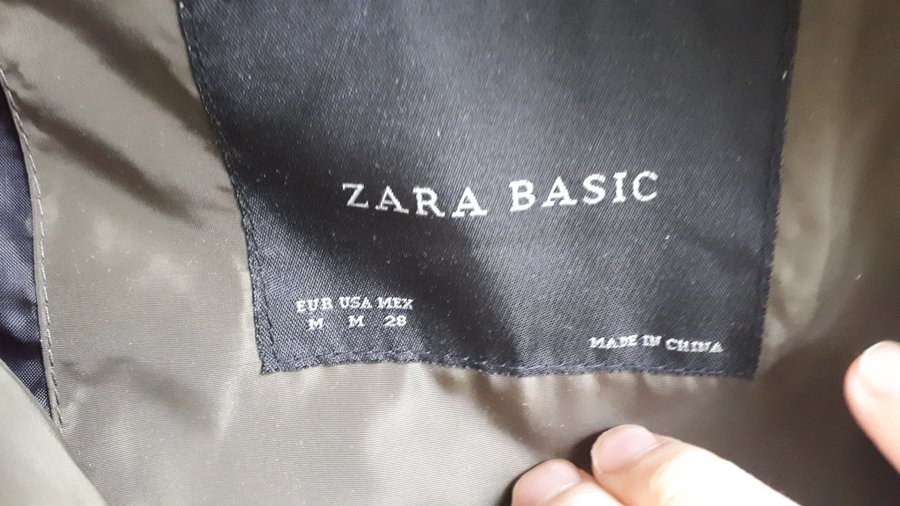 ZARA BASIC
EUR USA MEX
M M 28
MADE IN CHINA